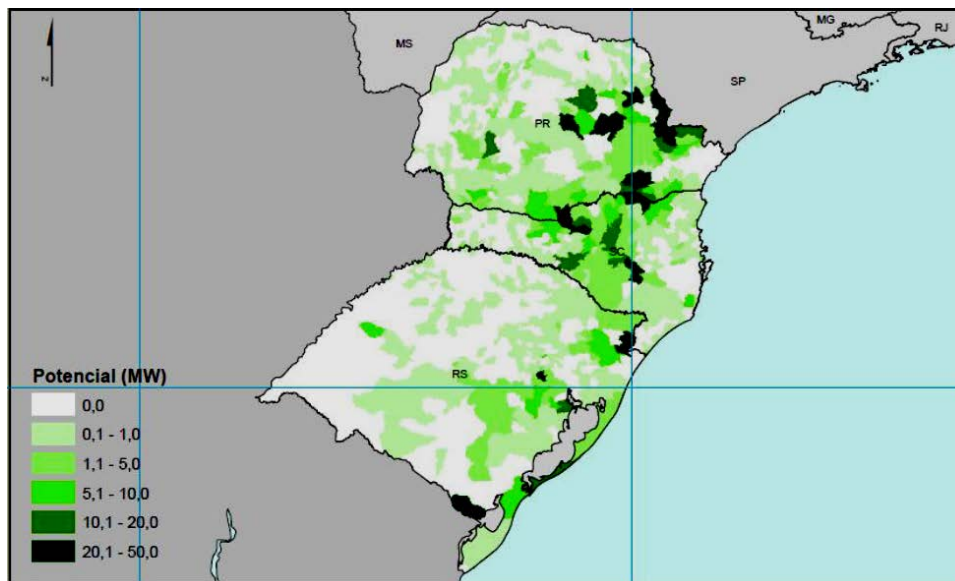 MG
RJ
MS
SP
PR
SC
RS
N
Potencial (MW)
0,0
0,1 - 1,0
1,1 - 5,0
5,1 - 10,0
10,1 - 20,0
20,1 - 50,0